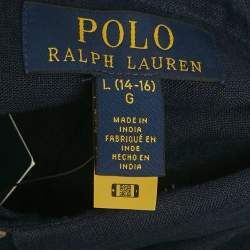 POLO
RALPH LAUREN
L (14-16)
G
MADE IN
INDIA
FABRIQUÉ EN
INDE
HECHO EN
INDIA